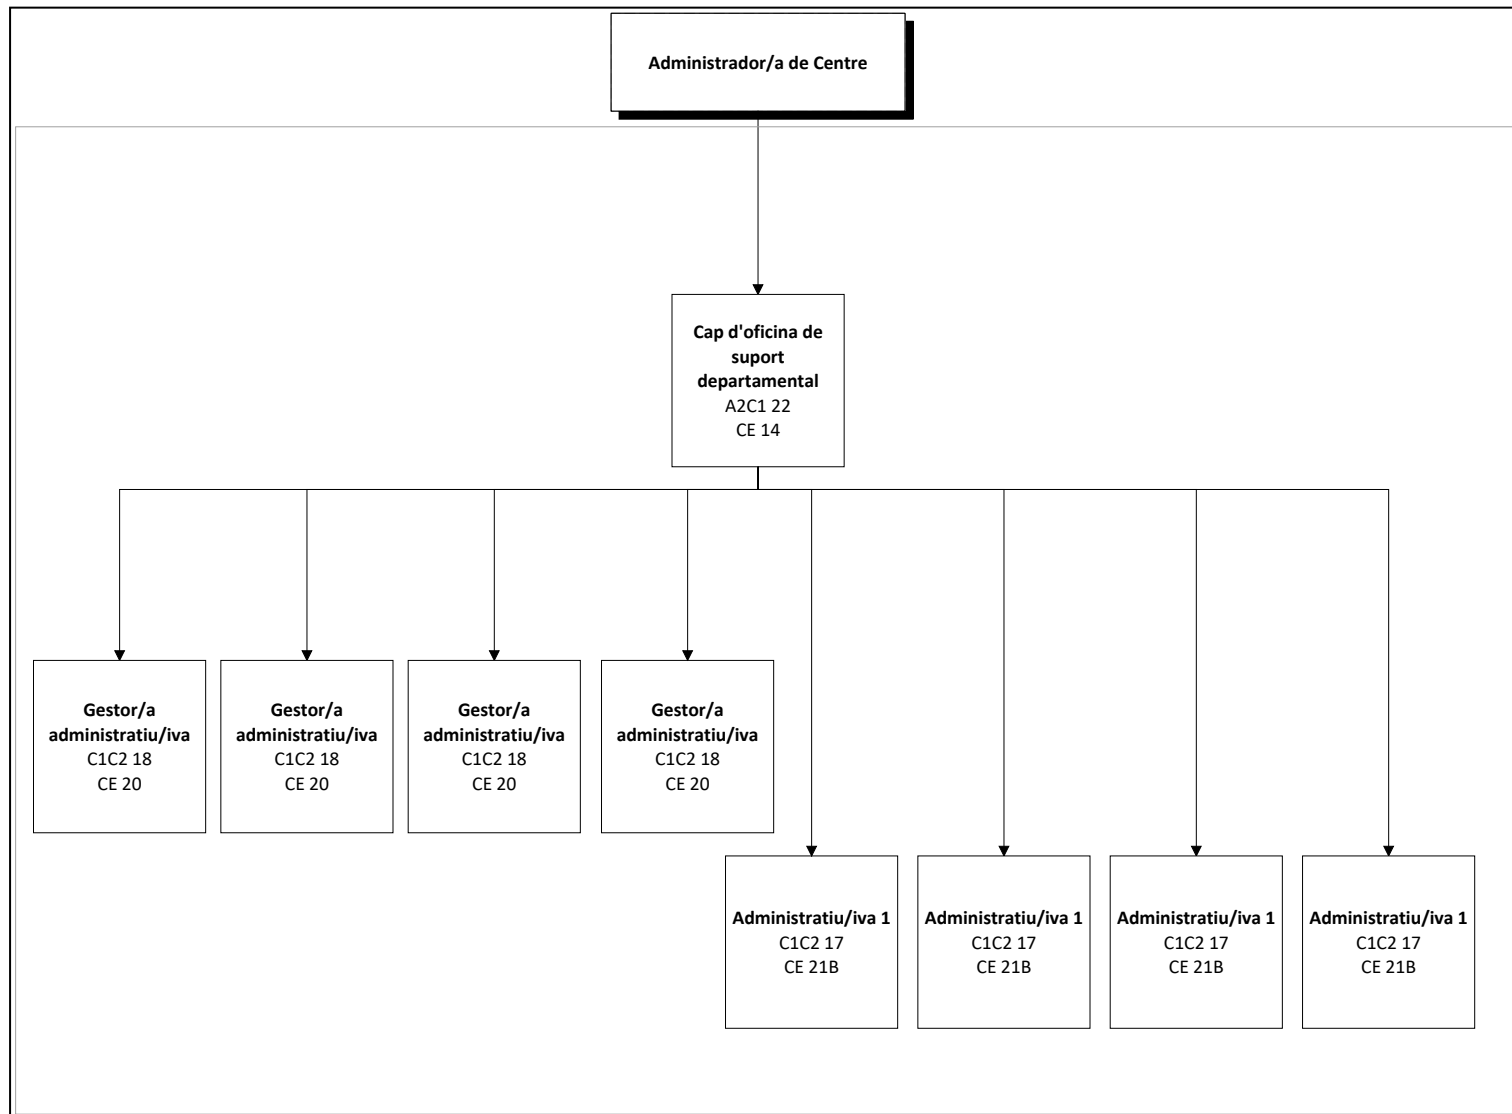 Administrador/a de Centre
Cap d'oficina de
suport
departamental
A2C1 22
CE 14
Gestor/a
administratiu/iva
C1C2 18
CE 20
Gestor/a
administratiu/iva
C1C2 18
CE 20
Gestor/a
administratiu/iva
C1C2 18
CE 20
Gestor/a
administratiu/iva
C1C2 18
CE 20
Administratiu/iva 1
C1C2 17
CE 21B
Administratiu/iva 1
C1C2 17
CE 21B
Administratiu/iva 1
C1C2 17
CE 21B
Administratiu/iva 1
C1C2 17
CE 21B